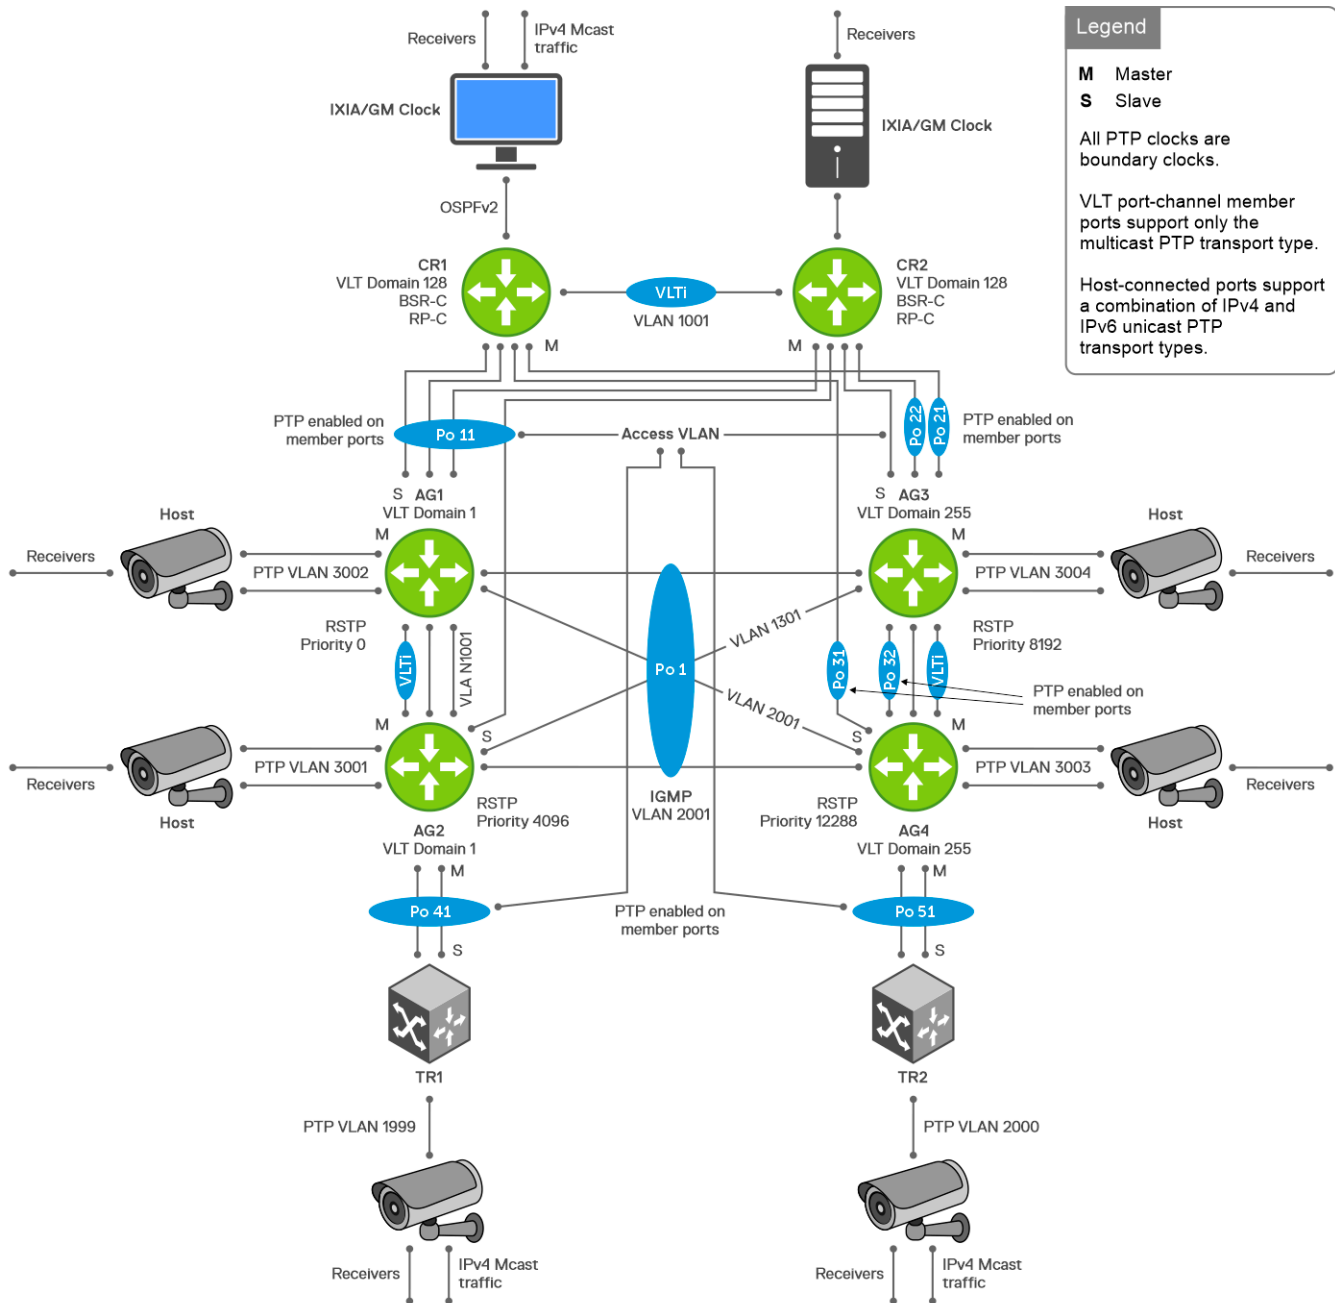 Receivers
IPv4 Mcast
traffic
Receivers
IXIA/GM Clock
IXIA/GM Clock
OSPFv2
Legend
M Master
S Slave
All PTP clocks are
boundary clocks.
VLT port-channel member
ports support only the
multicast PTP transport type.
Host-connected ports support
a combination of IPv4 and
IPv6 unicast PTP
transport types.
CR1
VLT Domain 128
BSR-C
RP-C
VLTi
VLAN 1001
CR2
VLT Domain 128
BSR-C
RP-C
M
M
PTP enabled on
member ports
Po 11
Access VLAN
Po 22
Po 21
PTP enabled on
member ports
S
AG1
VLT Domain 1
S
AG3
VLT Domain 255
Host
M
M
Host
Receivers
PTP VLAN 3002
PTP VLAN 3004
Receivers
RSTP
Priority 0
VLTi
VLA N1001
Po 1
VLAN 1301
VLAN 2001
Po 31
Po 32
VLTi
RSTP
Priority 8192
PTP enabled on
member ports
M
S
S
M
Receivers
PTP VLAN 3001
PTP VLAN 3003
Receivers
Host
RSTP
Priority 4096
IGMP
VLAN 2001
RSTP
Priority 12288
Host
AG2
VLT Domain 1
AG4
VLT Domain 255
M
M
Po 41
PTP enabled on
member ports
Po 51
S
S
TR1
TR2
PTP VLAN 1999
PTP VLAN 2000
Receivers
IPv4 Mcast
traffic
Receivers
IPv4 Mcast
traffic